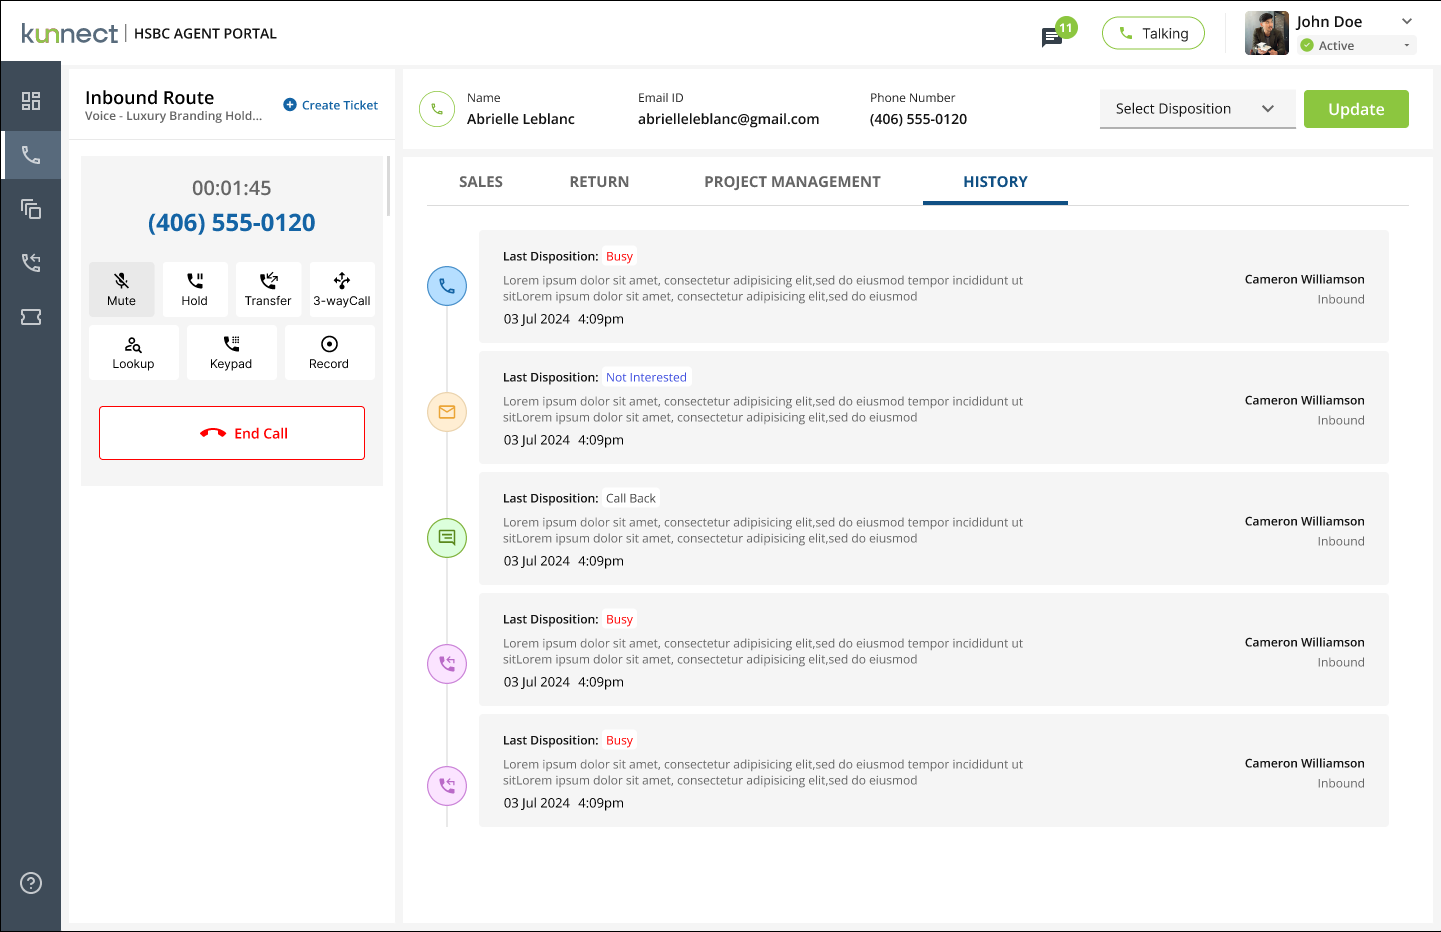 kunnect | HSBC AGENT PORTAL
11
Talking
John Doe
Active
Inbound Route
Voice - Luxury Branding Hold...
Create Ticket
00:01:45
(406) 555-0120
Mute
Hold
Transfer
3-wayCall
Lookup
Keypad
Record
End Call
Name
Abrielle Leblanc
Email ID
abrielleleblanc@gmail.com
Phone Number
(406) 555-0120
Select Disposition
Update
SALES
RETURN
PROJECT MANAGEMENT
HISTORY
Last Disposition: Busy
Lorem ipsum dolor sit amet, consectetur adipisicing elit,sed do eiusmod tempor incididunt ut
sitLorem ipsum dolor sit amet, consectetur adipisicing elit,sed do eiusmod
03 Jul 2024 4:09pm
Cameron Williamson
Inbound
Last Disposition: Not Interested
Lorem ipsum dolor sit amet, consectetur adipisicing elit,sed do eiusmod tempor incididunt ut
sitLorem ipsum dolor sit amet, consectetur adipisicing elit,sed do eiusmod
03 Jul 2024 4:09pm
Cameron Williamson
Inbound
Last Disposition: Call Back
Lorem ipsum dolor sit amet, consectetur adipisicing elit,sed do eiusmod tempor incididunt ut
sitLorem ipsum dolor sit amet, consectetur adipisicing elit,sed do eiusmod
03 Jul 2024 4:09pm
Cameron Williamson
Inbound
Last Disposition: Busy
Lorem ipsum dolor sit amet, consectetur adipisicing elit,sed do eiusmod tempor incididunt ut
sitLorem ipsum dolor sit amet, consectetur adipisicing elit,sed do eiusmod
03 Jul 2024 4:09pm
Cameron Williamson
Inbound
Last Disposition: Busy
Lorem ipsum dolor sit amet, consectetur adipisicing elit,sed do eiusmod tempor incididunt ut
sitLorem ipsum dolor sit amet, consectetur adipisicing elit,sed do eiusmod
03 Jul 2024 4:09pm
Cameron Williamson
Inbound